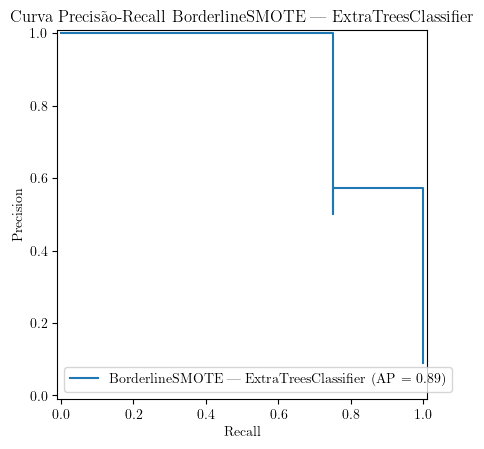 Curva Precisão-Recall BorderlineSMOTE — ExtraTreesClassifier
1.0
0.8
0.6
0.4
0.2
0.0
Precision
BorderlineSMOTE — ExtraTreesClassifier (AP = 0.89)
0.0 0.2 0.4 0.6 0.8 1.0
Recall